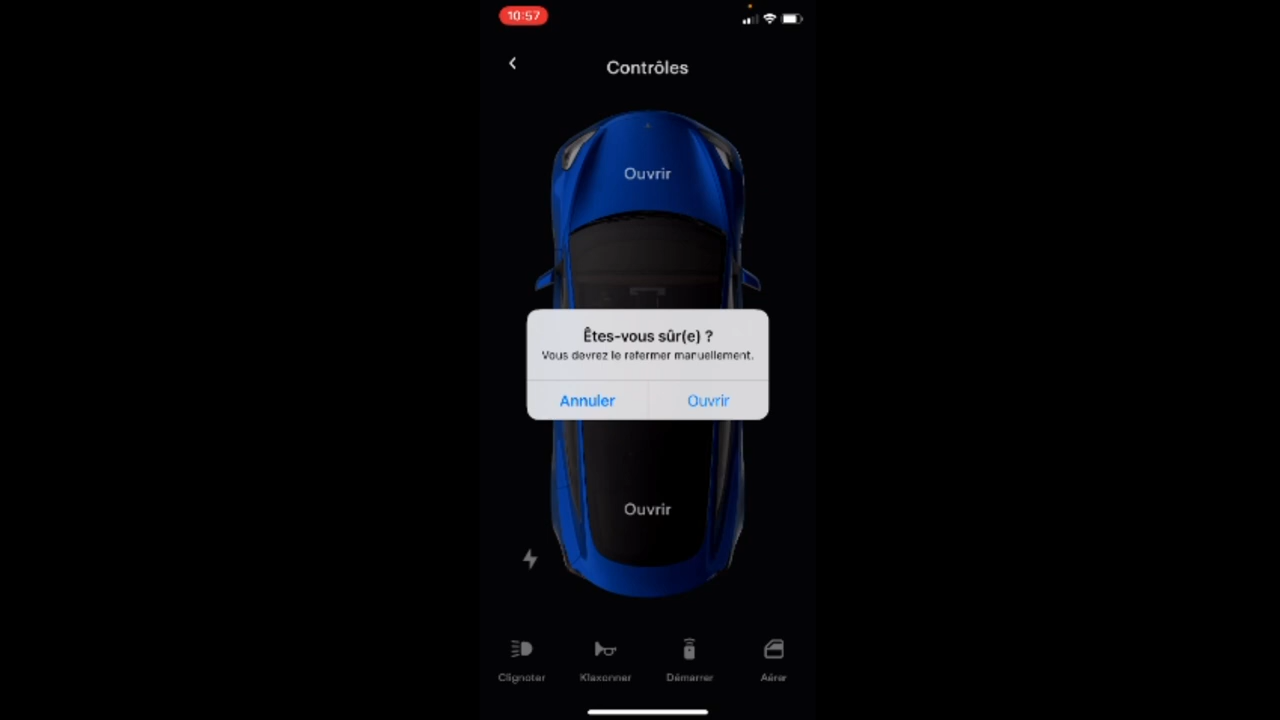 10:57
Contrôles
Ouvrir
Êtes-vous sûr(e) ?
Vous devrez le refermer manuellement.
Annuler
Ouvrir
Ouvrir
Clignoter
Klaxonner
Démarrer
Aérer